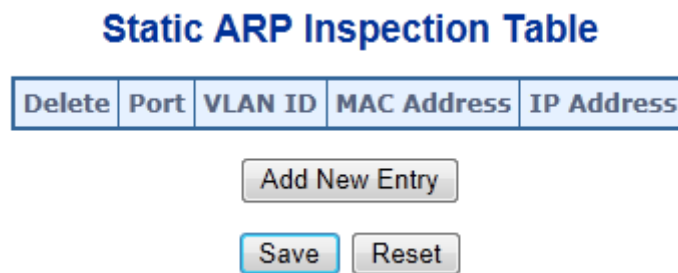 Static ARP Inspection Table
Delete Port VLAN ID MAC Address IP Address
Add New Entry
Save Reset